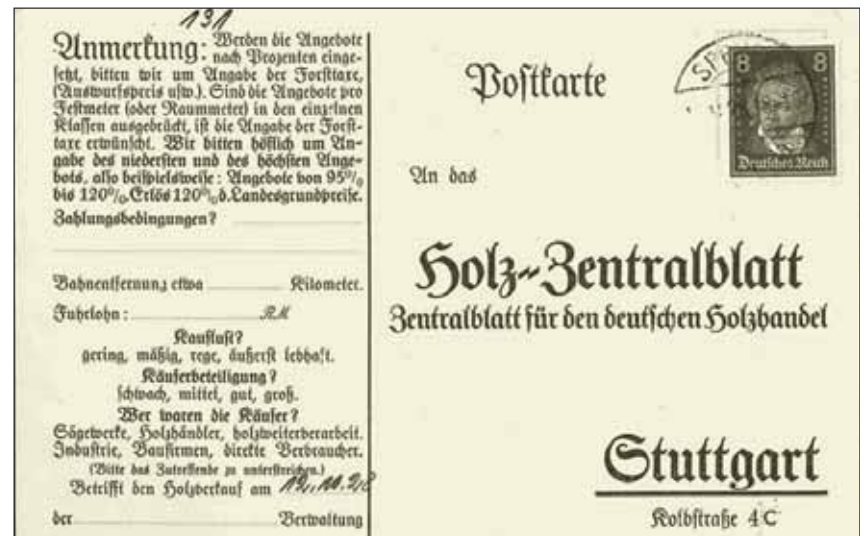 131
Anmerkung: Werden die Angebote
nach Prozenten einge-
setzt, bitten wir um Angabe der Forsttaxe,
(Auswurfspreis usw.). Sind die Angebote pro
Festmeter (oder Raummeter) in den einzelnen
Klassen ausgedrückt, ist die Angabe der Forst-
taxe erwünscht. Wir bitten höflich um An-
gabe des niedersten und des höchsten Ange-
bots, also beispielsweise: Angebote von 95%
bis 120%, Erlös 120% d. Landesgrundpreise.
Zahlungsbedingungen?
Bahnentfernung etwa Kilometer.
Fuhrlohn: RM
Kauflust?
gering, mäßig, rege, äußerst lebhaft.
Käuferbeteiligung?
schwach, mittel, gut, groß.
Wer waren die Käufer?
Sägewerke, Holzhändler, holzweiterverarbeit.
Industrie, Baufirmen, direkte Verbraucher.
(Bitte das Zutreffende zu unterstreichen.)
Betrifft den Holzverkauf am
der Verwaltung
Postkarte
8 8
Deutsches Reich
An das
Holz-Zentralblatt
Zentralblatt für den deutschen Holzhandel
Stuttgart
Kolbstraße 4C